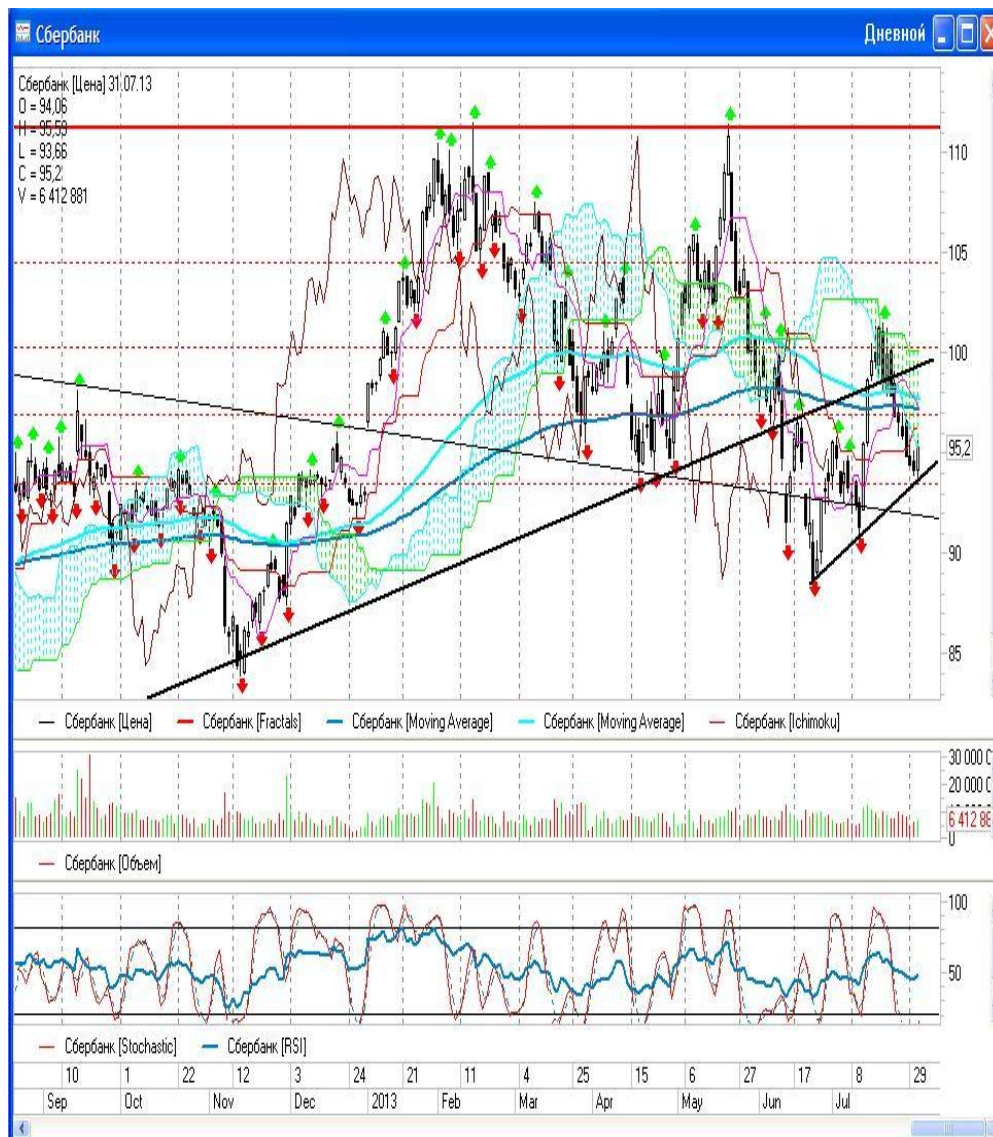 Сбербанк
Дневной
Сбербанк [Цена] 31.07.13
O = 94,06
H = 95,59
L = 93,66
C = 95,2
V = 6 412 881
110
105
100
95,2
90
85
Сбербанк [Цена] Сбербанк [Fractals] Сбербанк [Moving Average] Сбербанк [Moving Average] Сбербанк [Ichimoku]
30 000 0
20 000 0
6 412 88
0
Сбербанк [Объем]
100
50
Сбербанк [Stochastic] Сбербанк [RSI]
10 1 22 12 3 24 21 11 4 25 15 6 27 17 8 29
Sep Oct Nov Dec 2013 Feb Mar Apr May Jun Jul